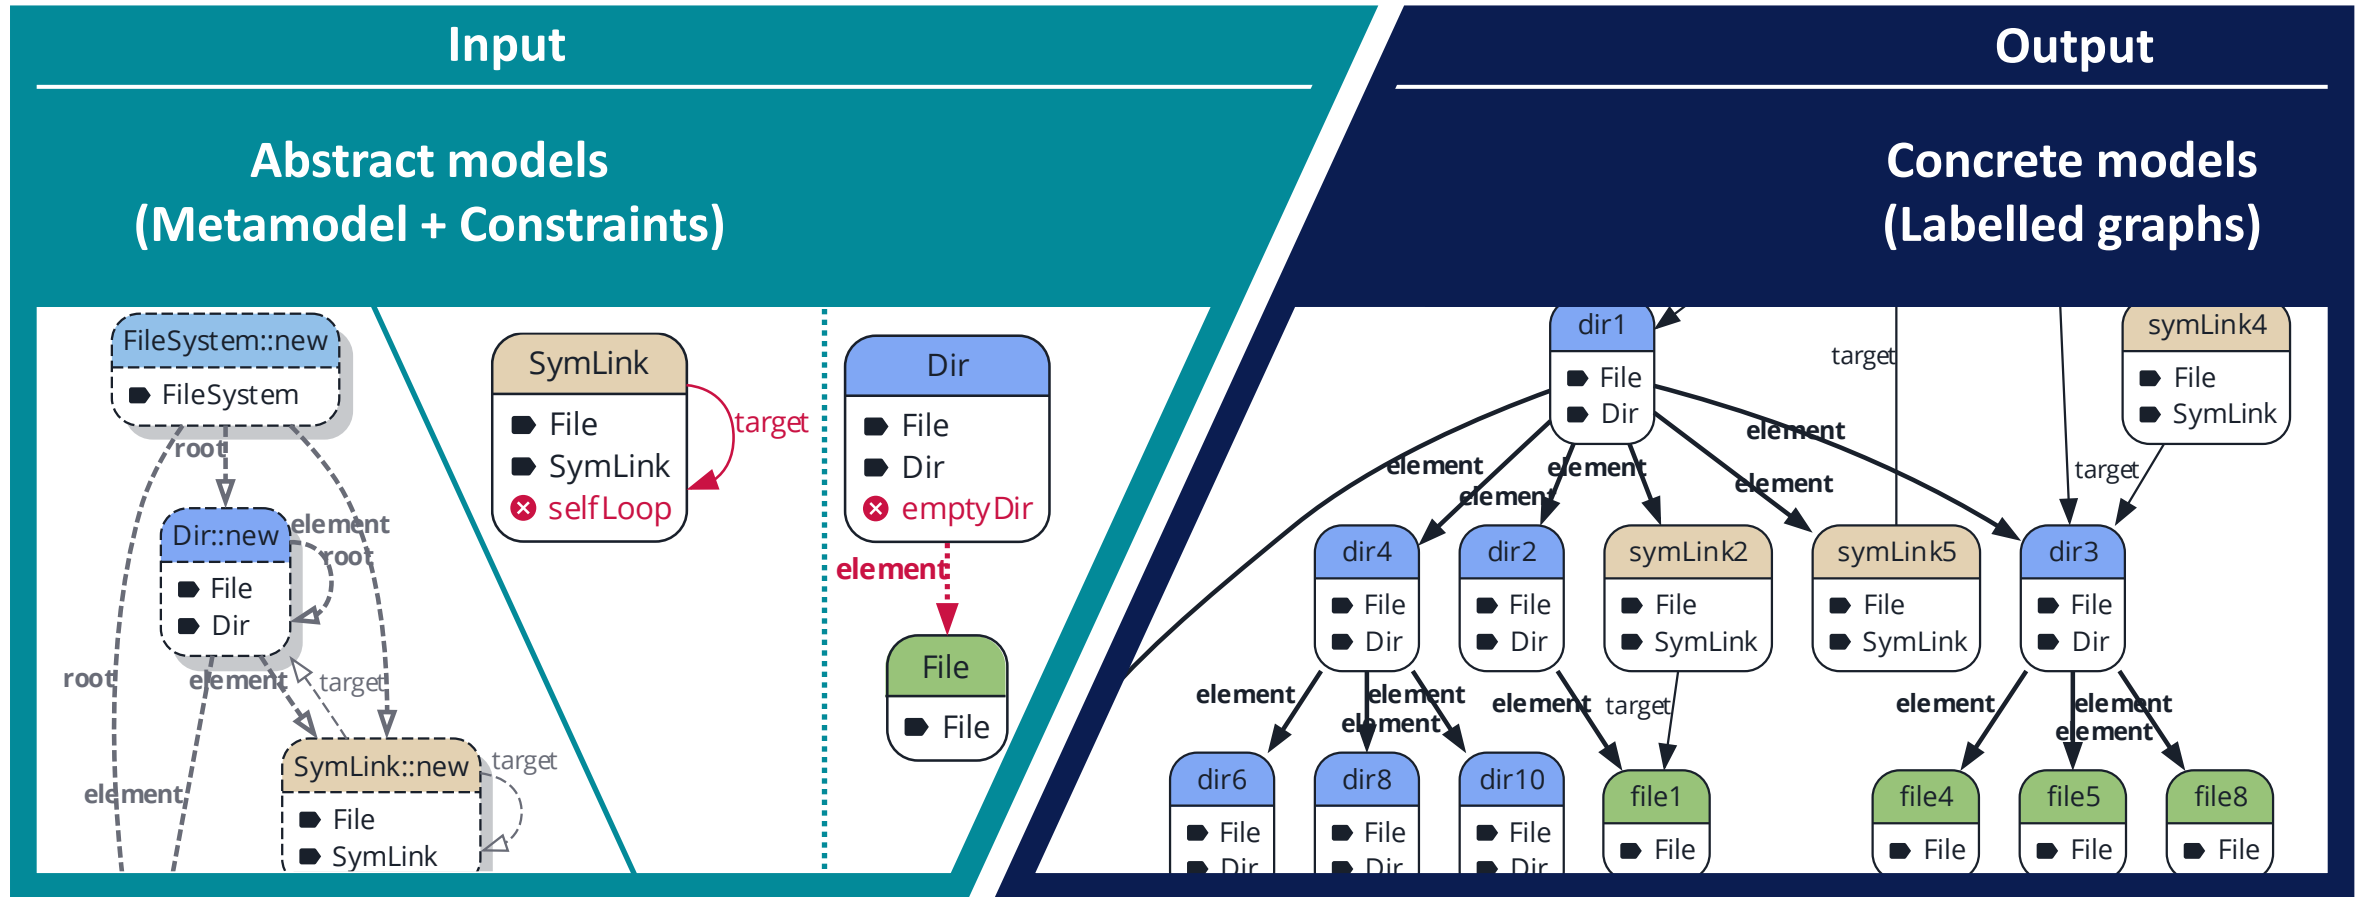 Input
Abstract models
(Metamodel + Constraints)
FileSystem::new
FileSystem
root
Dir::new
File
Dir
element
root
root
element
target
SymLink::new
File
SymLink
target
element
SymLink
File
SymLink
selfLoop
target
Dir
File
Dir
emptyDir
element
File
File
Output
Concrete models
(Labelled graphs)
dir1
File
Dir
target
symLink4
File
SymLink
element
element
element
element
element
target
dir4
File
Dir
dir2
File
Dir
symLink2
File
SymLink
symLink5
File
SymLink
dir3
File
Dir
element
element
element
element
target
element
element
element
dir6
File
Dir
dir8
File
Dir
dir10
File
Dir
file1
File
file4
File
file5
File
file8
File